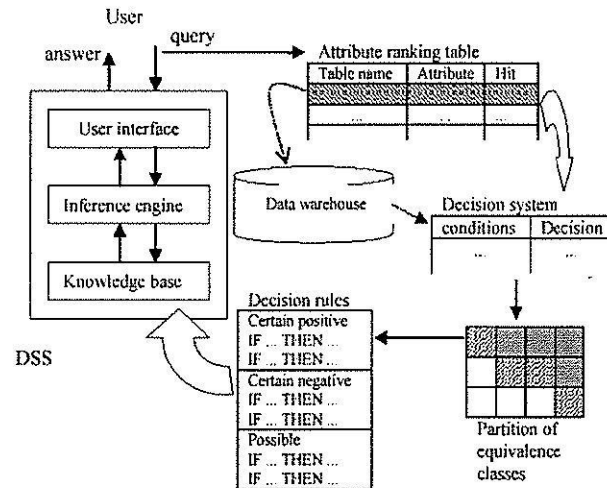 User
query
answer
Attribute ranking table
Table name Attribute Hit
... ... ...
User interface
Inference engine
Knowledge base
DSS
Data warehouse
Decision system
conditions Decision
... ...
Decision rules
Certain positive
IF ... THEN ...
IF ... THEN ...
Certain negative
IF ... THEN ...
IF ... THEN ...
Possible
IF ... THEN ...
IF ... THEN ...
Partition of
equivalence
classes